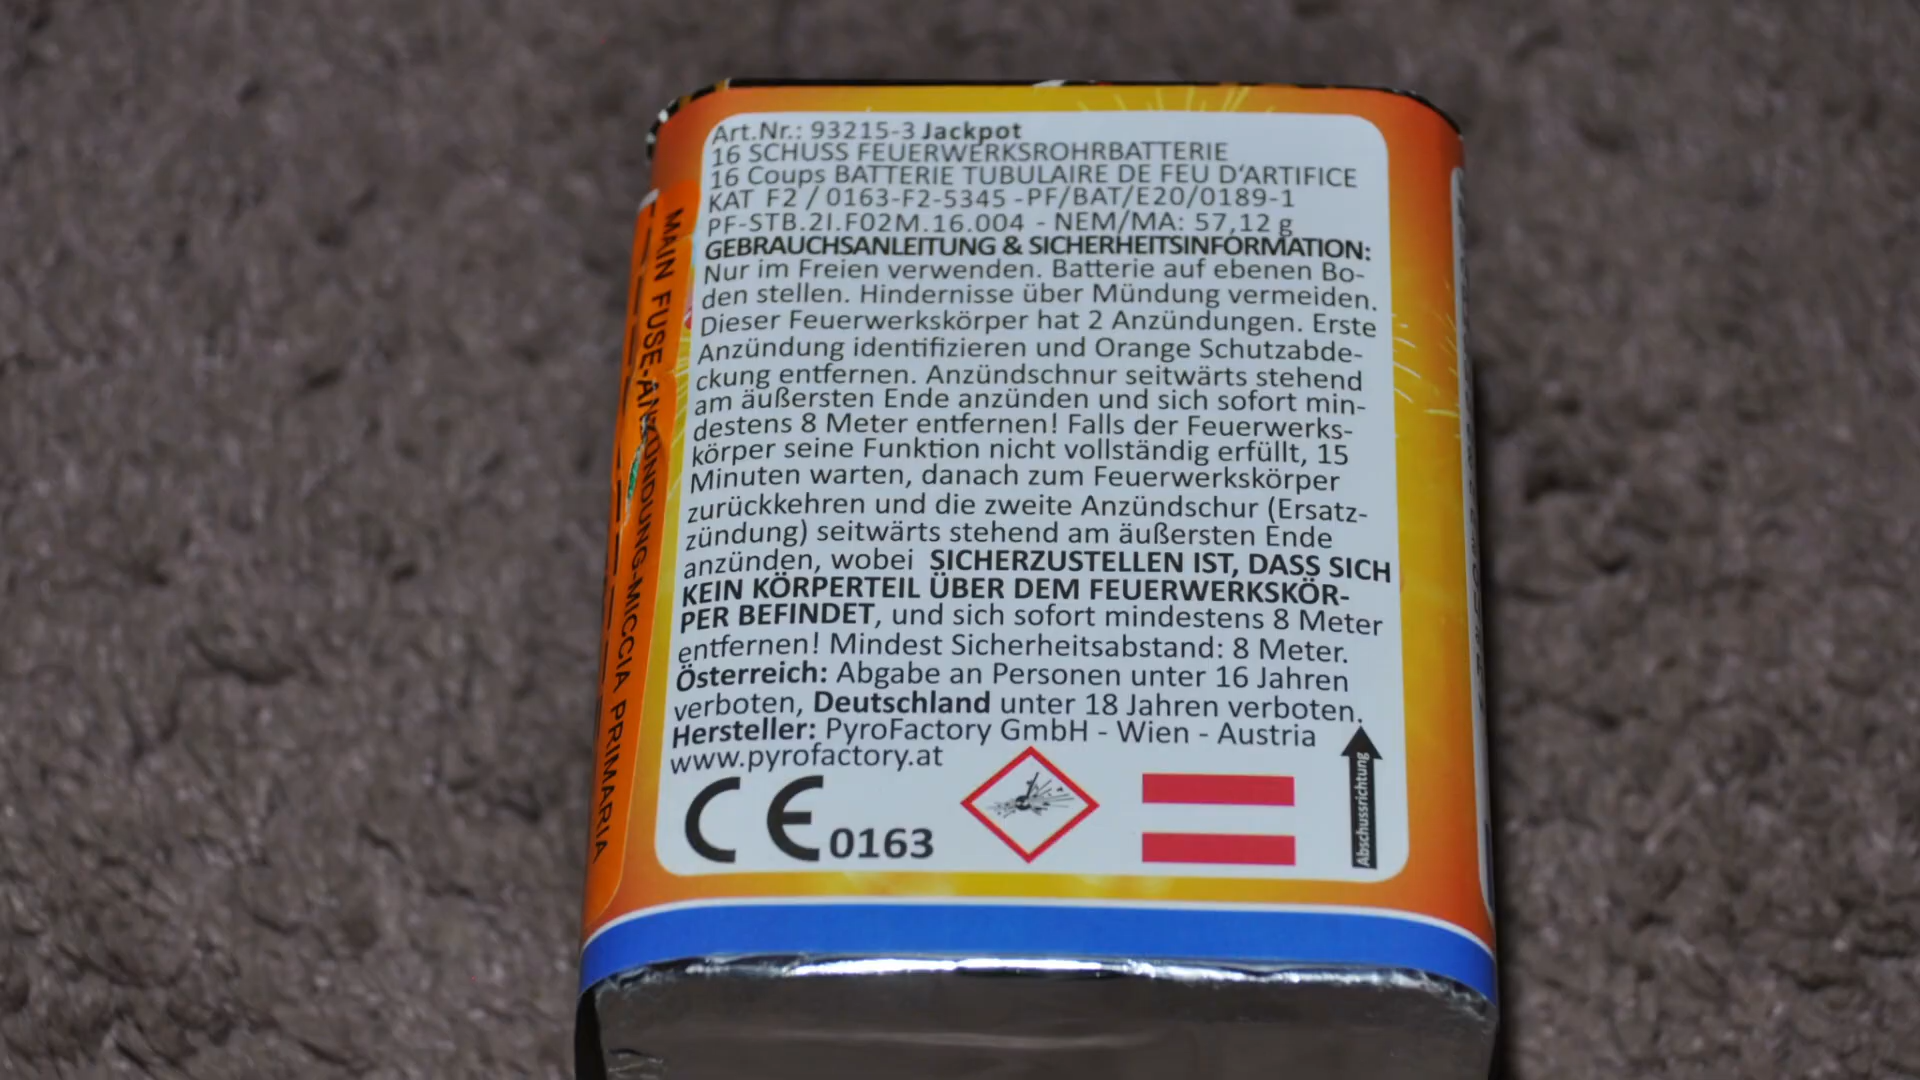 Art.Nr.: 93215-3 Jackpot
16 SCHUSS FEUERWERKSROHRBATTERIE
16 Coups BATTERIE TUBULAIRE DE FEU D'ARTIFICE
KAT F2 / 0163-F2-5345 -PF/BAT/E20/0189-1
PF-STB.2I.F02M.16.004 - NEM/MA: 57,12 g
GEBRAUCHSANLEITUNG & SICHERHEITSINFORMATION:
Nur im Freien verwenden. Batterie auf ebenen Bo-
den stellen. Hindernisse über Mündung vermeiden.
Dieser Feuerwerkskörper hat 2 Anzündungen. Erste
Anzündung identifizieren und Orange Schutzabde-
ckung entfernen. Anzündschnur seitwärts stehend
am äußersten Ende anzünden und sich sofort min-
destens 8 Meter entfernen! Falls der Feuerwerks-
körper seine Funktion nicht vollständig erfüllt, 15
Minuten warten, danach zum Feuerwerkskörper
zurückkehren und die zweite Anzündschur (Ersatz-
zündung) seitwärts stehend am äußersten Ende
anzünden, wobei SICHERZUSTELLEN IST, DASS SICH
KEIN KÖRPERTEIL ÜBER DEM FEUERWERKSKÖR-
PER BEFINDET, und sich sofort mindestens 8 Meter
entfernen! Mindest Sicherheitsabstand: 8 Meter.
Österreich: Abgabe an Personen unter 16 Jahren
verboten, Deutschland unter 18 Jahren verboten.
Hersteller: PyroFactory GmbH - Wien - Austria
www.pyrofactory.at
CE 0163
Abschussrichtung
MAIN FUSE-ANZÜNDUNG-MICCIA PRIMARIA